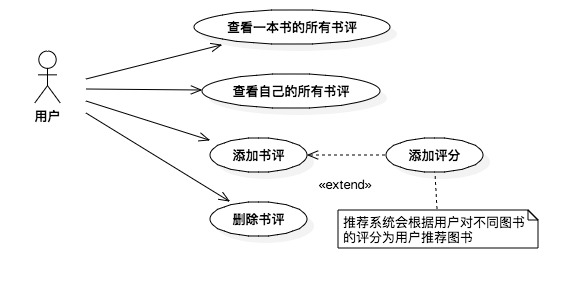 查看一本书的所有书评
用户
查看自己的所有书评
添加书评
添加评分
«extend»
删除书评
推荐系统会根据用户对不同图书
的评分为用户推荐图书